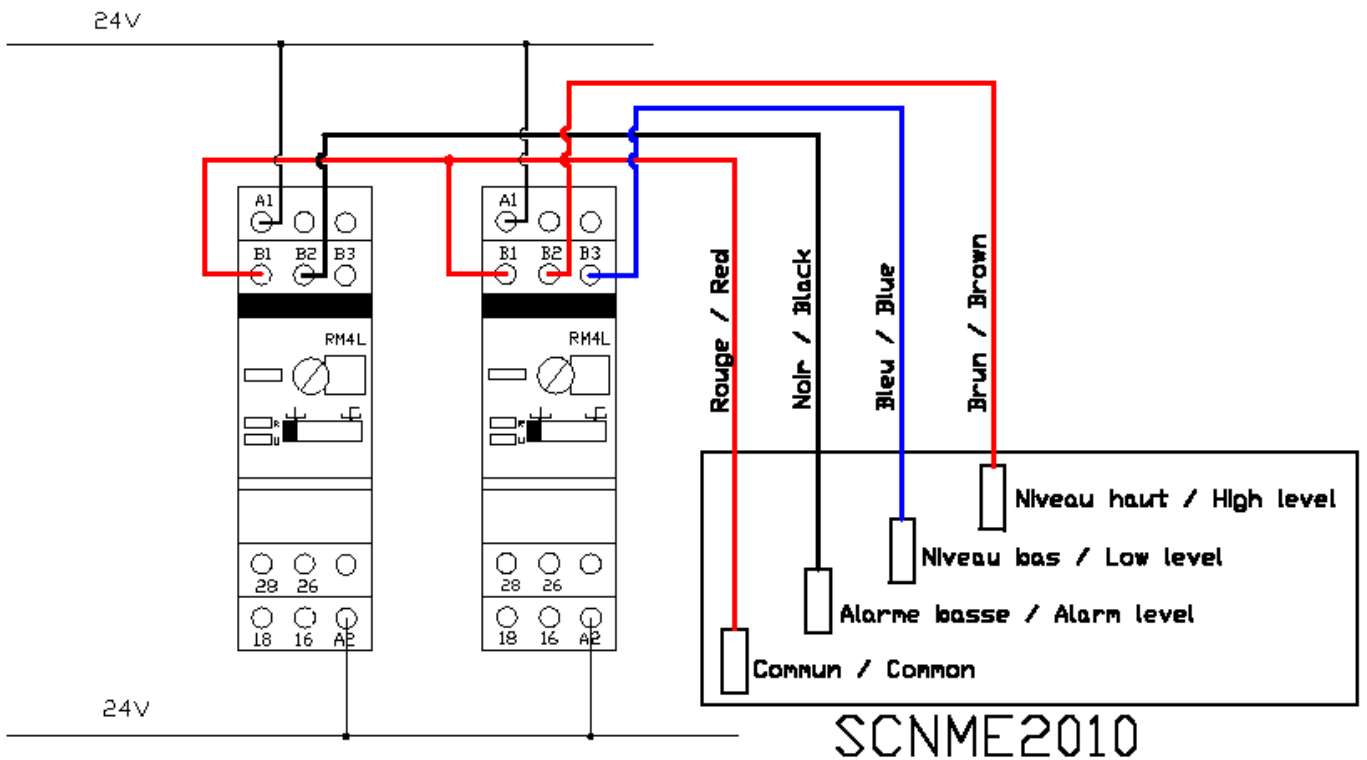 24V
A1
A1
B1 B2 B3
B1 B2 B3
RM4L
RM4L
R
U
R
U
Rouge / Red
Noir / Black
Bleu / Blue
Brun / Brown
Niveau haut / High level
Niveau bas / Low level
Alarme basse / Alarm level
Commun / Common
28 26
28 26
18 16 A2
18 16 A2
24V
SCNME2010